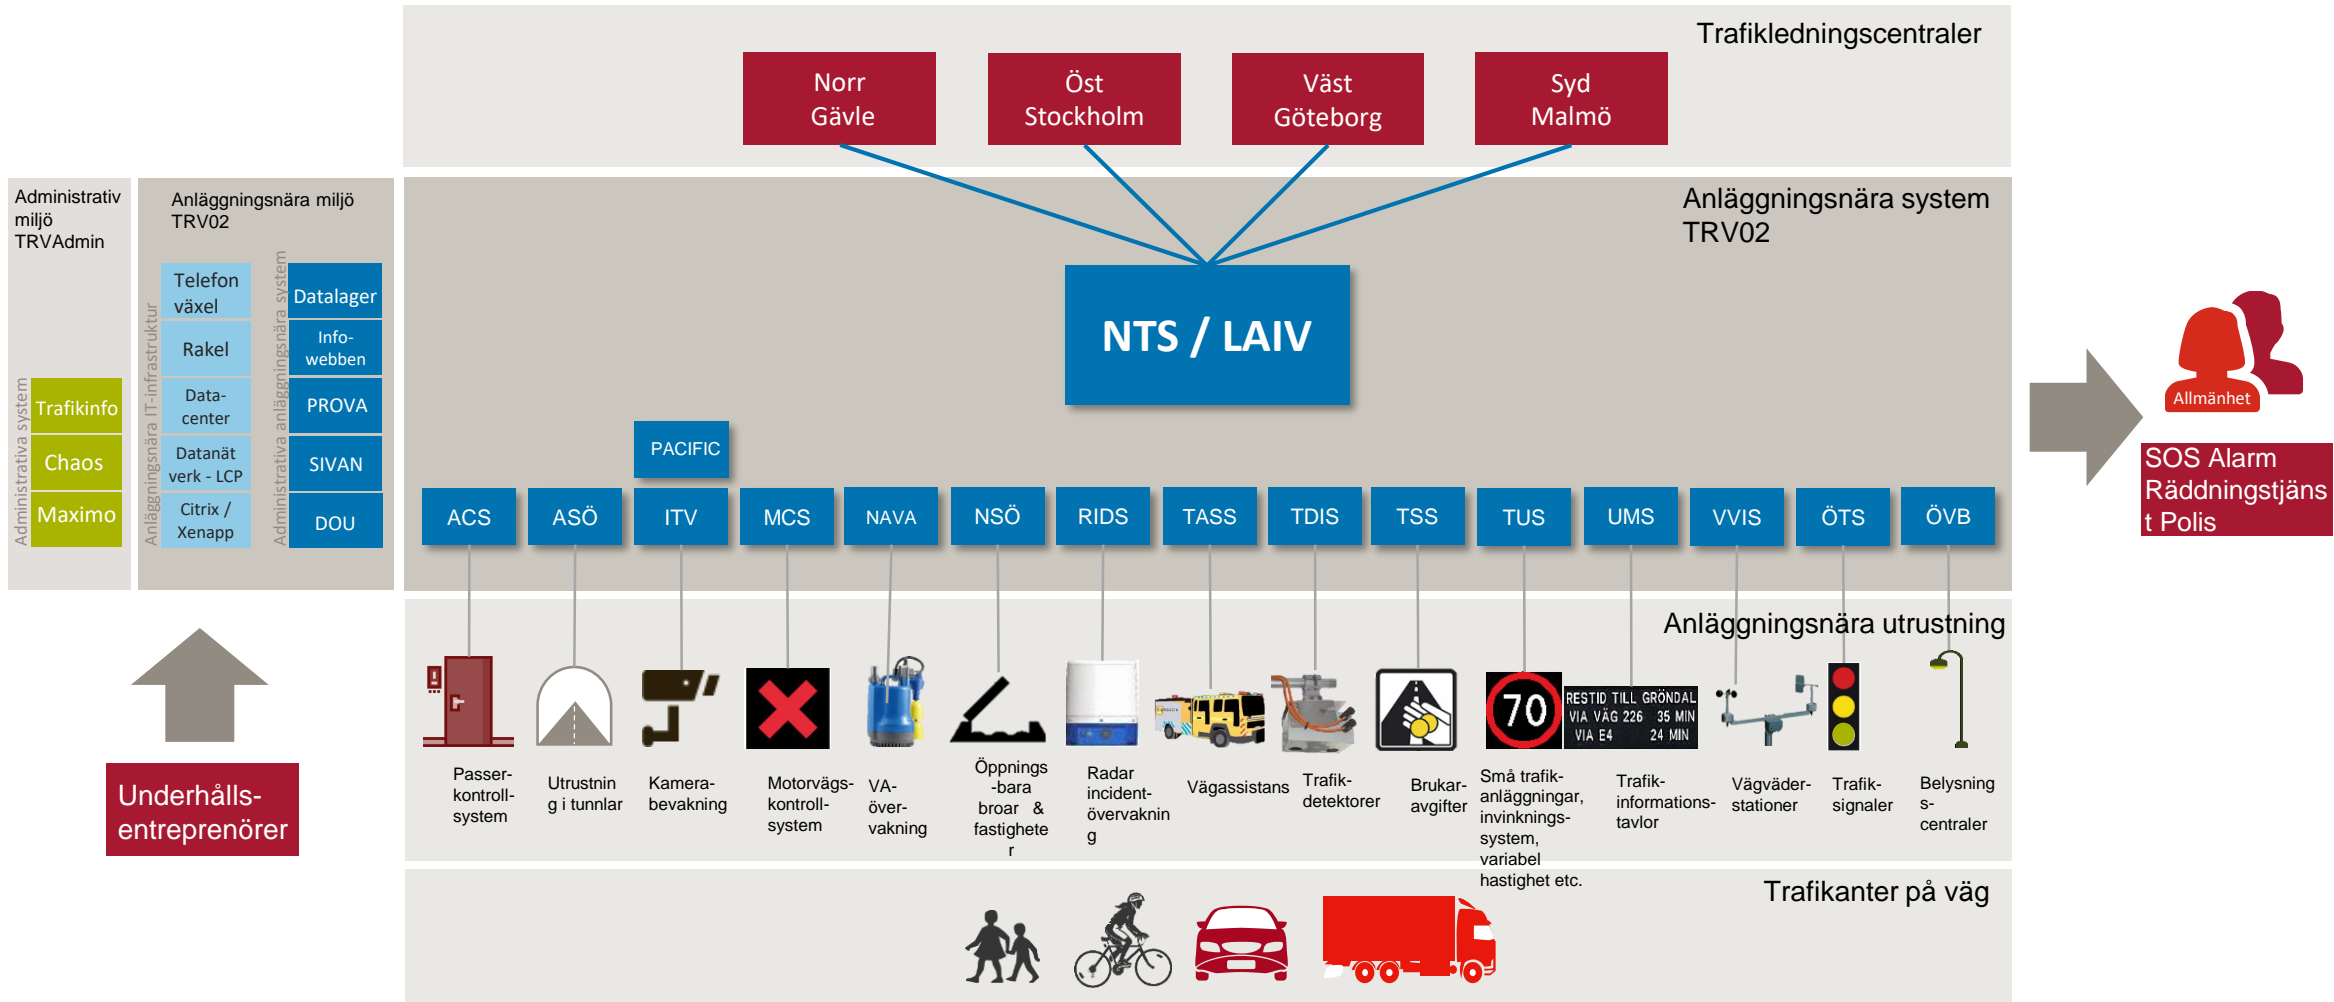 Trafikledningscentraler
Norr
Gävle
Öst
Stockholm
Väst
Göteborg
Syd
Malmö
Administrativ
miljö
TRVAdmin
Administrativa system
Trafikinfo
Chaos
Maximo
Anläggningsnära miljö
TRV02
Anläggningsnära IT-infrastruktur
Telefon
växel
Rakel
Data-
center
Datanät
verk - LCP
Citrix /
Xenapp
Administrativa anläggningsnära system
Datalager
Info-
webben
PROVA
SIVAN
DOU
Anläggningsnära system
TRV02
NTS / LAIV
PACIFIC
ACS
ASÖ
ITV
MCS
NAVA
NSÖ
RIDS
TASS
TDIS
TSS
TUS
UMS
VVIS
ÖTS
ÖVB
Allmänhet
SOS Alarm
Räddningstjäns
t Polis
Underhålls-
entreprenörer
Anläggningsnära utrustning
70
RESTID TILL GRÖNDAL
VIA VÄG 226 35 MIN
VIA E4 24 MIN
Passer-
kontroll-
system
Utrustnin
g i tunnlar
Kamera-
bevakning
Motorvägs-
kontroll-
system
VA-
över-
vakning
Öppnings
-bara
broar &
fastighete
r
Radar
incident-
övervaknin
g
Vägassistans
Trafik-
detektorer
Brukar-
avgifter
Små trafik-
anläggningar,
invinknings-
system,
variabel
hastighet etc.
Trafik-
informations-
tavlor
Vägväder-
stationer
Trafik-
signaler
Belysning
s-
centraler
Trafikanter på väg